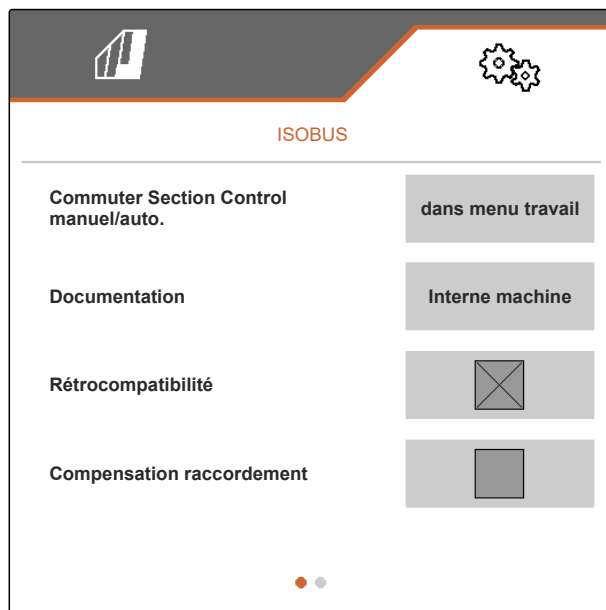 ISOBUS
Commuter Section Control
manuel/auto.
dans menu travail
Documentation
Interne machine
Rétrocompatibilité
Compensation raccordement